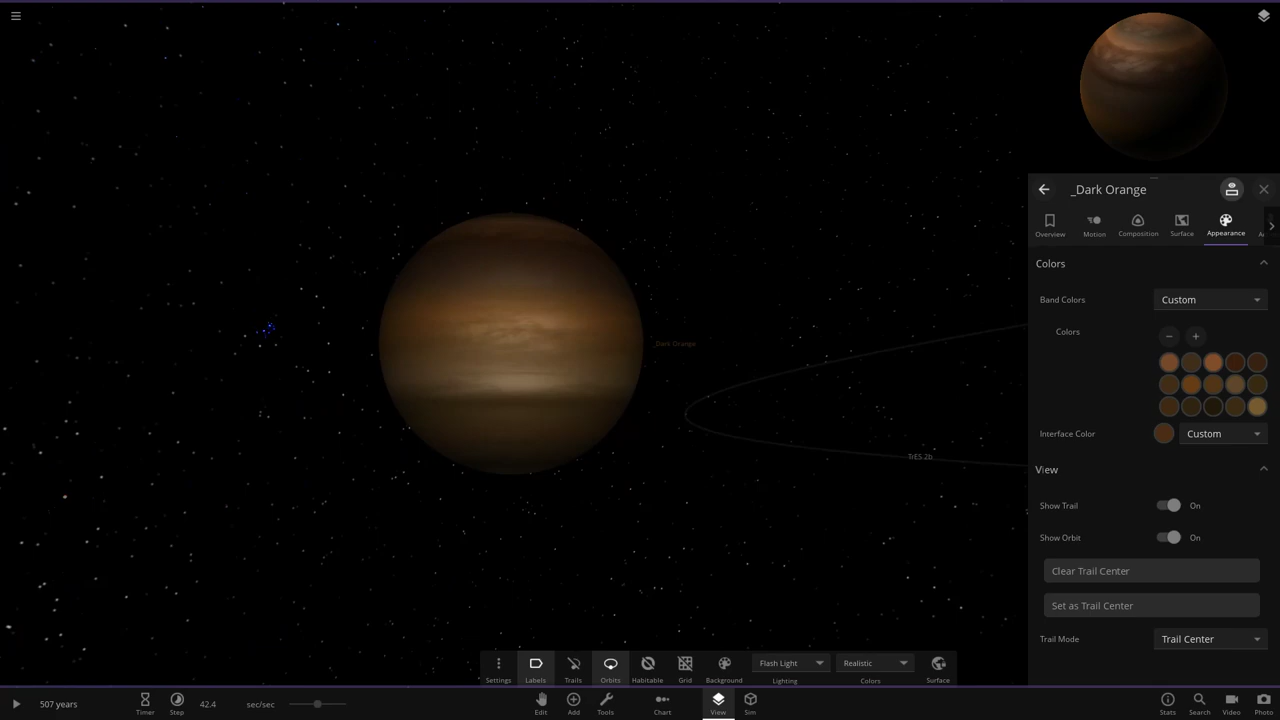 _Dark Orange
Overview
Motion
Composition
Surface
Appearance
Colors
Band Colors
Custom
Colors
Interface Color
Custom
View
Show Trail
On
Show Orbit
On
Clear Trail Center
Set as Trail Center
Trail Mode
Trail Center
_Dark Orange
TrES 2b
Settings
Labels
Trails
Orbits
Habitable
Grid
Background
Flash Light
Lighting
Realistic
Colors
Surface
507 years
Timer
Step
42.4
sec/sec
Edit
Add
Tools
Chart
View
Sim
Stats
Search
Video
Photo